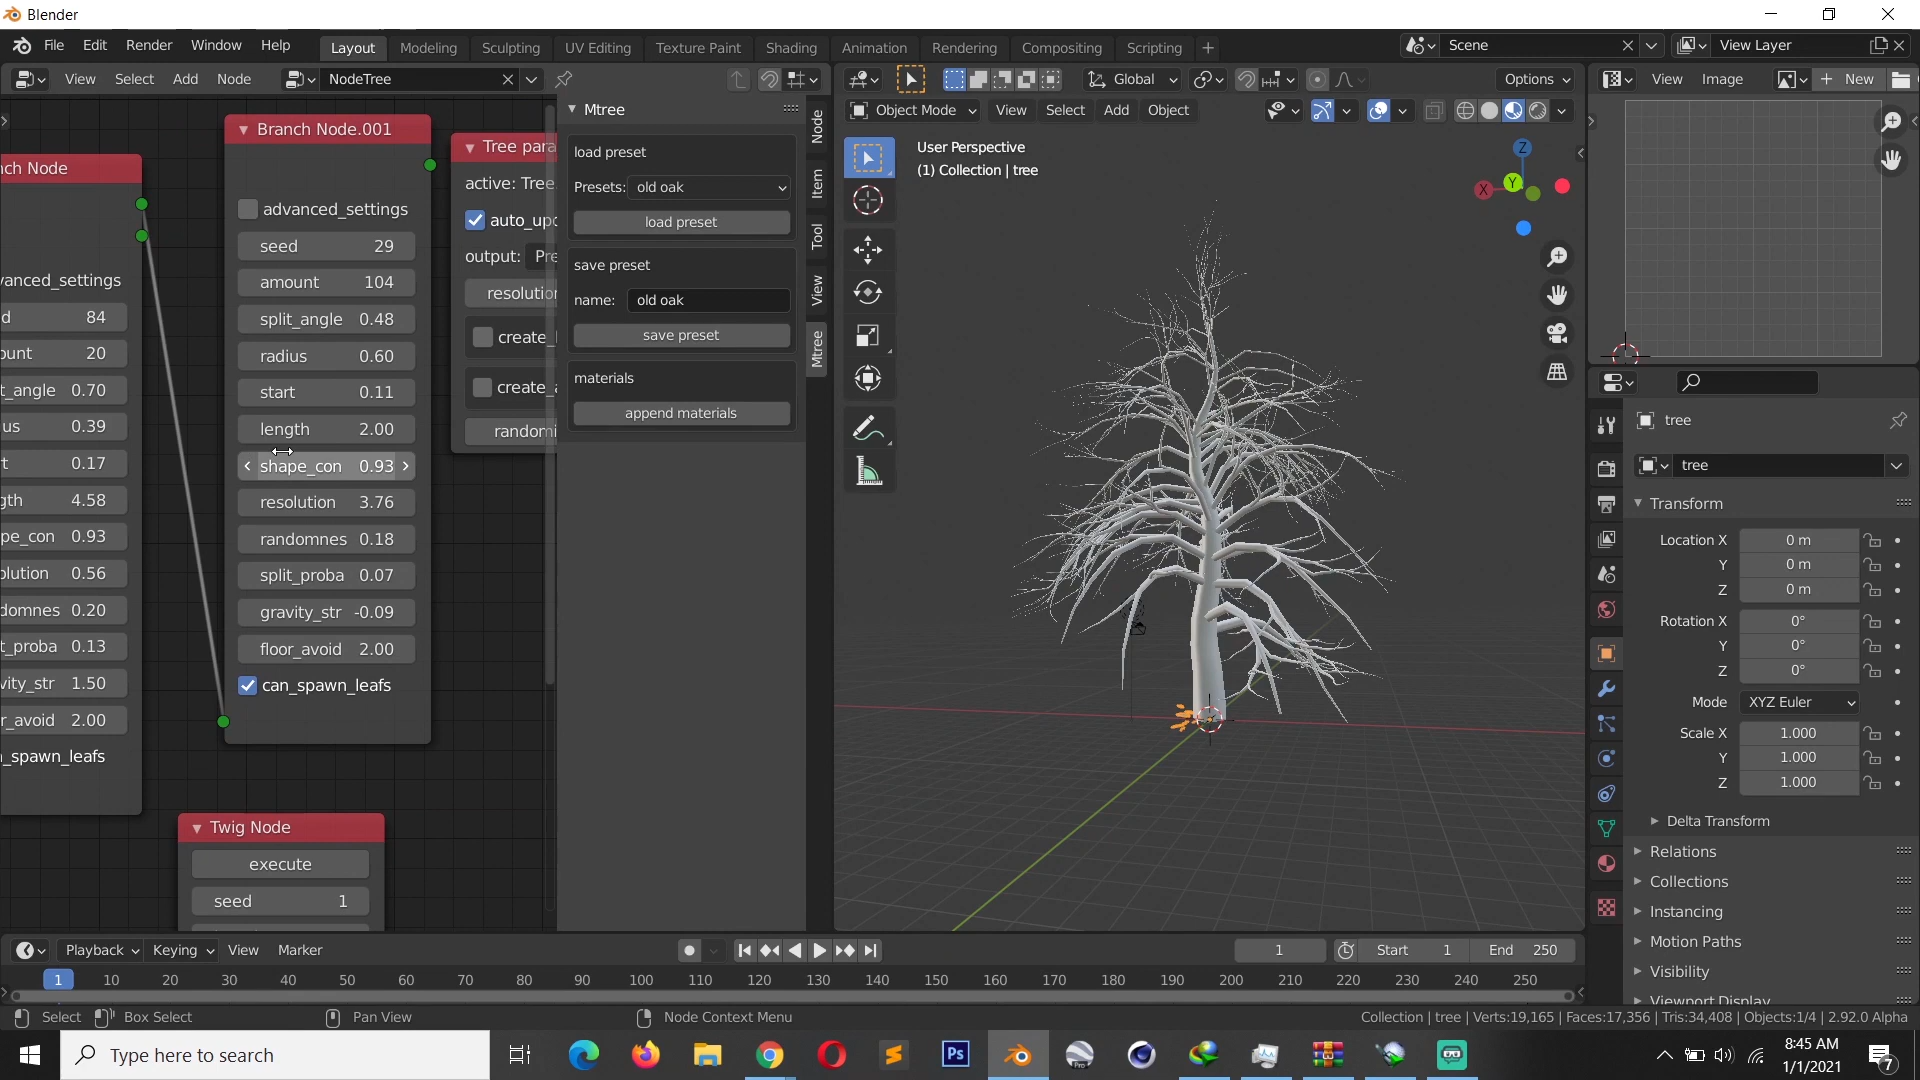 Blender
File Edit Render Window Help Layout Modeling Sculpting UV Editing Texture Paint Shading Animation Rendering Compositing Scripting + Scene View Layer
View Select Add Node NodeTree
Global Options
View Image + New
Object Mode View Select Add Object
User Perspective
(1) Collection | tree
Z
X
Y
nch Node
vanced_settings
d 84
ount 20
t_angle 0.70
us 0.39
t 0.17
gth 4.58
pe_con 0.93
olution 0.56
domnes 0.20
t_proba 0.13
vity_str 1.50
r_avoid 2.00
_spawn_leafs
Branch Node.001
advanced_settings
seed 29
amount 104
split_angle 0.48
radius 0.60
start 0.11
length 2.00
shape_con 0.93
resolution 3.76
randomnes 0.18
split_proba 0.07
gravity_str -0.09
floor_avoid 2.00
can_spawn_leafs
Twig Node
execute
seed 1
Tree para
active: Tree
auto_upd
output: Pre
resolution
create_
create_
randomi
Mtree
load preset
Presets: old oak
load preset
save preset
name: old oak
save preset
materials
append materials
Node
Item
Tool
View
Mtree
tree
tree
Transform
Location X 0 m
Y 0 m
Z 0 m
Rotation X 0°
Y 0°
Z 0°
Mode XYZ Euler
Scale X 1.000
Y 1.000
Z 1.000
Delta Transform
Relations
Collections
Instancing
Motion Paths
Visibility
Viewport Display
Playback Keying View Marker 1 Start 1 End 250
1 10 20 30 40 50 60 70 80 90 100 110 120 130 140 150 160 170 180 190 200 210 220 230 240 250
Select Box Select Pan View Node Context Menu Collection | tree | Verts:19,165 | Faces:17,356 | Tris:34,408 | Objects:1/4 | 2.92.0 Alpha
Type here to search
Ps
Pro
8:45 AM
1/1/2021
7